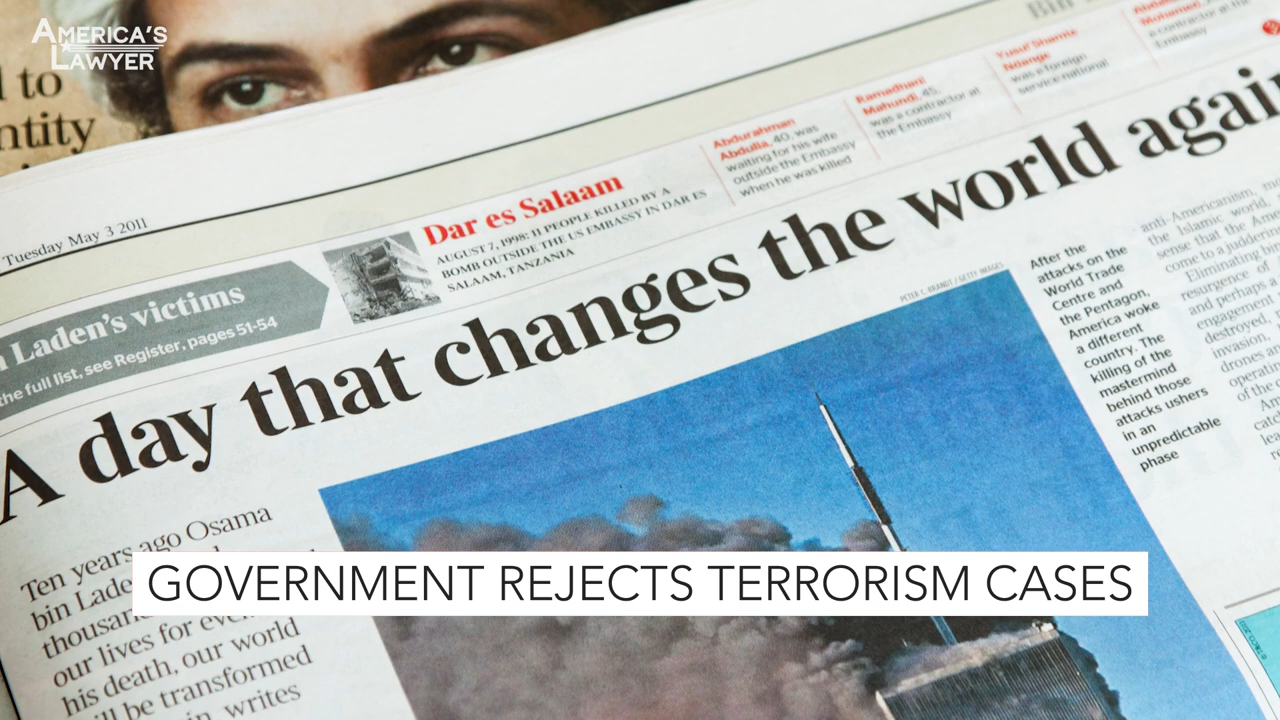 AMERICA'S
LAWYER
d to
ntity
Tuesday May 3 2011
Laden's victims
the full list, see Register, pages 51-54
Dar es Salaam
AUGUST 7, 1998: 11 PEOPLE KILLED BY A
BOMB OUTSIDE THE US EMBASSY IN DAR ES
SALAAM, TANZANIA
Abdurahman
Abdulla, 40, was
waiting for his wife
outside the Embassy
when he was killed
Ramadhani
Mahundi, 45,
was a contractor at
the Embassy
Yusuf Shamte
Ndange,
was a foreign
service national
Mohamed,
a contractor at the
Embassy
A day that changes the world again
PETER C. BRANDT / GETTY IMAGES
Ten years ago Osama
bin Lade
thousan
our lives for eve
his death, our world
will be transformed
writes
After the
attacks on the
World Trade
Centre and
the Pentagon,
America woke
a different
country. The
killing of the
mastermind
behind those
attacks ushers
in an
unpredictable
phase
anti-Americanism,
the Islamic world,
sense that the Ame
come to a juddering
Eliminating bin
resurgence of
and perhaps a
engagement
destroyed,
invasion,
drones an
operatin
of the
GOVERNMENT REJECTS TERRORISM CASES